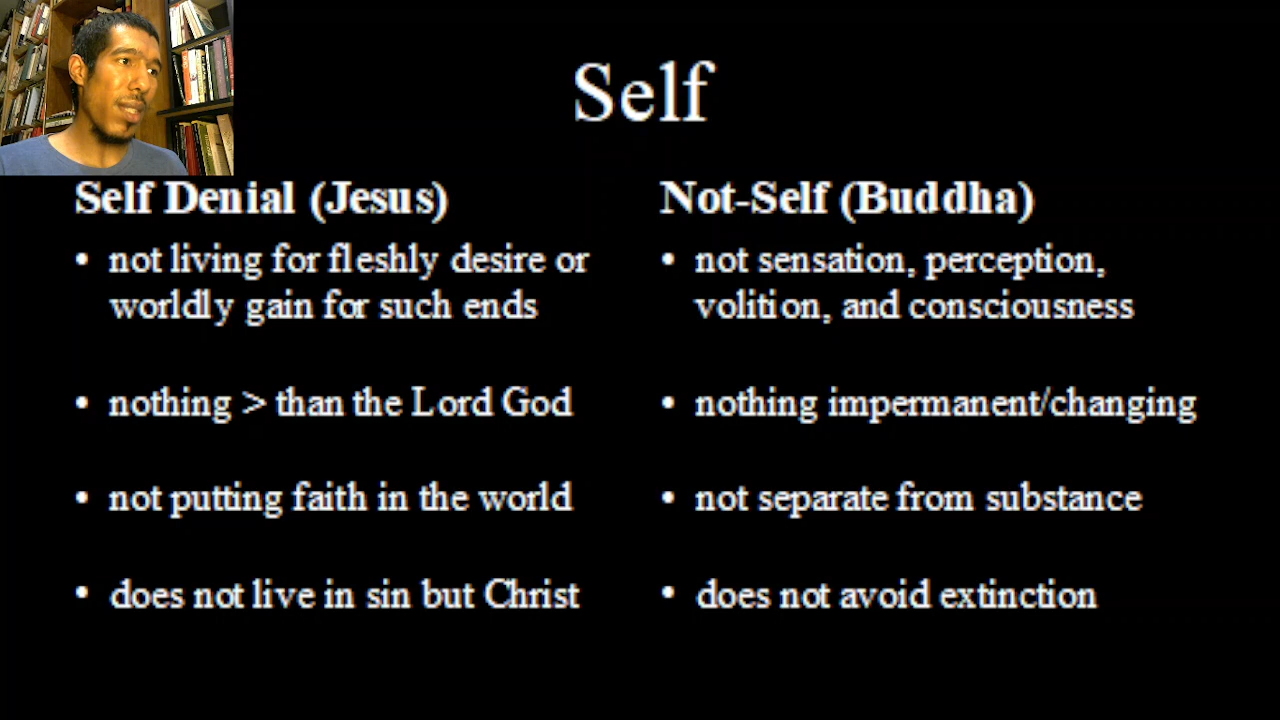 Self
Self Denial (Jesus)
• not living for fleshly desire or
worldly gain for such ends
• nothing > than the Lord God
• not putting faith in the world
• does not live in sin but Christ
Not-Self (Buddha)
• not sensation, perception,
volition, and consciousness
• nothing impermanent/changing
• not separate from substance
• does not avoid extinction